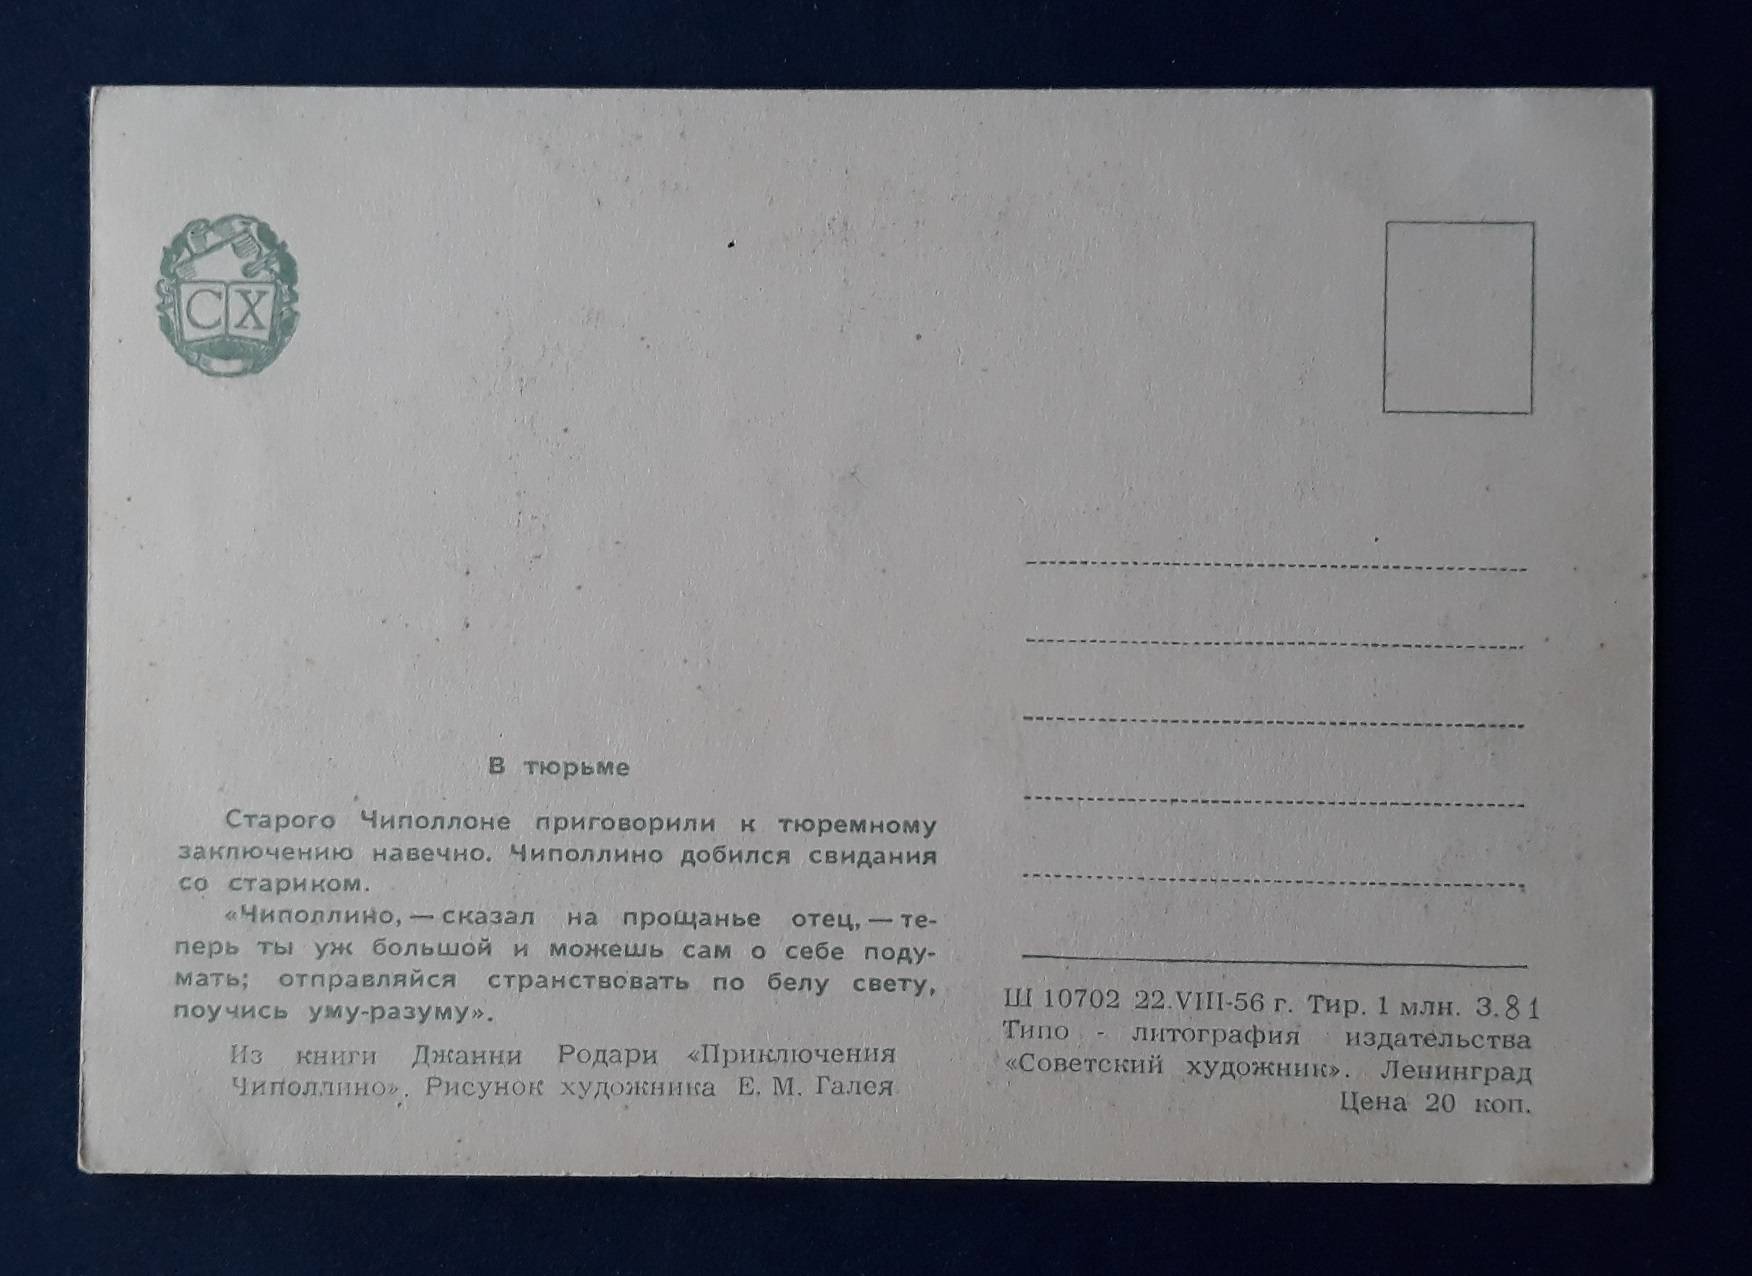 СХ
В тюрьме
Старого Чиполлоне приговорили к тюремному
заключению навечно. Чиполлино добился свидания
со стариком.
«Чиполлино, — сказал на прощанье отец, — те-
перь ты уж большой и можешь сам о себе поду-
мать; отправляйся странствовать по белу свету,
поучись уму-разуму».
Из книги Джанни Родари «Приключения
Чиполлино». Рисунок художника Е. М. Галея
Ш 10702 22.VIII-56 г. Тир. 1 млн. З. 81
Типо - литография издательства
«Советский художник». Ленинград
Цена 20 коп.